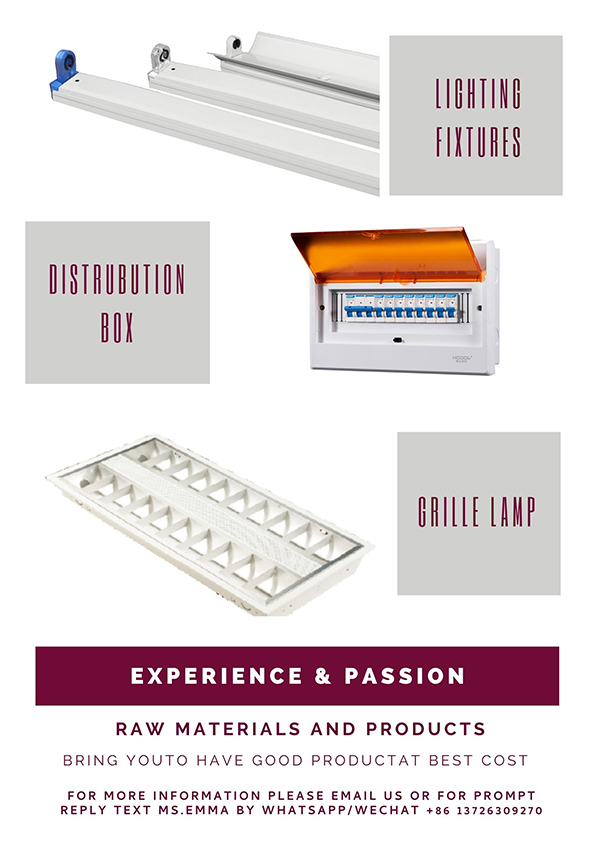 LIGHTING
FIXTURES
DISTRUBUTION
BOX
GRILLE LAMP
EXPERIENCE & PASSION
RAW MATERIALS AND PRODUCTS
BRING YOUTO HAVE GOOD PRODUCTAT BEST COST
FOR MORE INFORMATION PLEASE EMAIL US OR FOR PROMPT
REPLY TEXT MS.EMMA BY WHATSAPP/WECHAT +86 13726309270